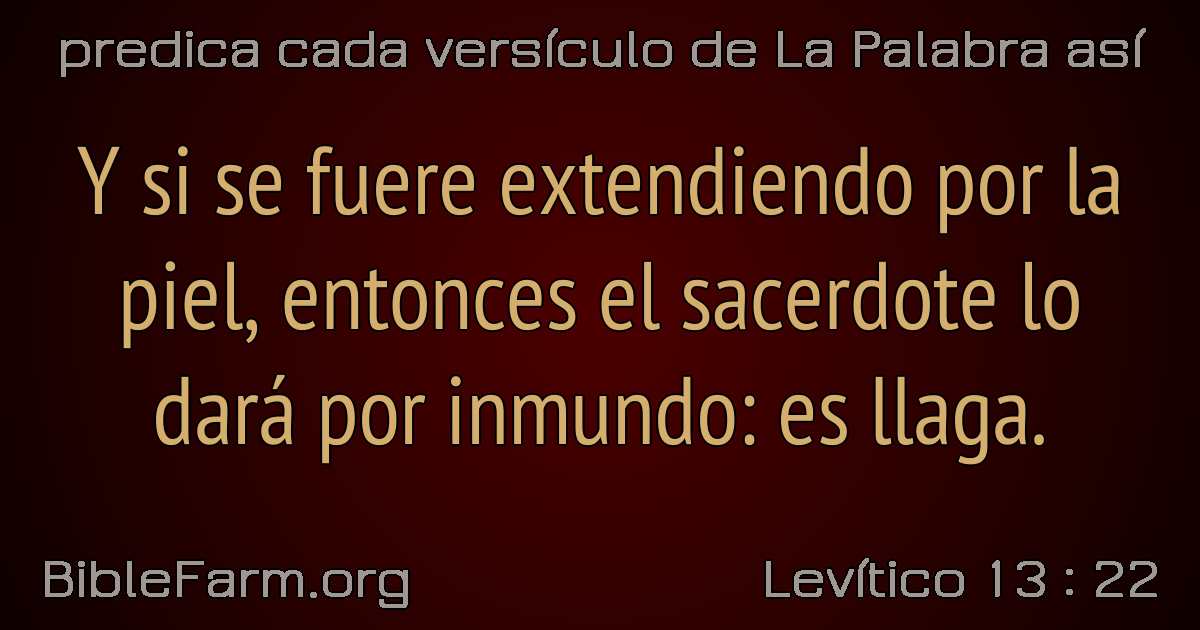 predica cada versículo de La Palabra así
Y si se fuere extendiendo por la
piel, entonces el sacerdote lo
dará por inmundo: es llaga.
BibleFarm.org
Levítico 13 : 22